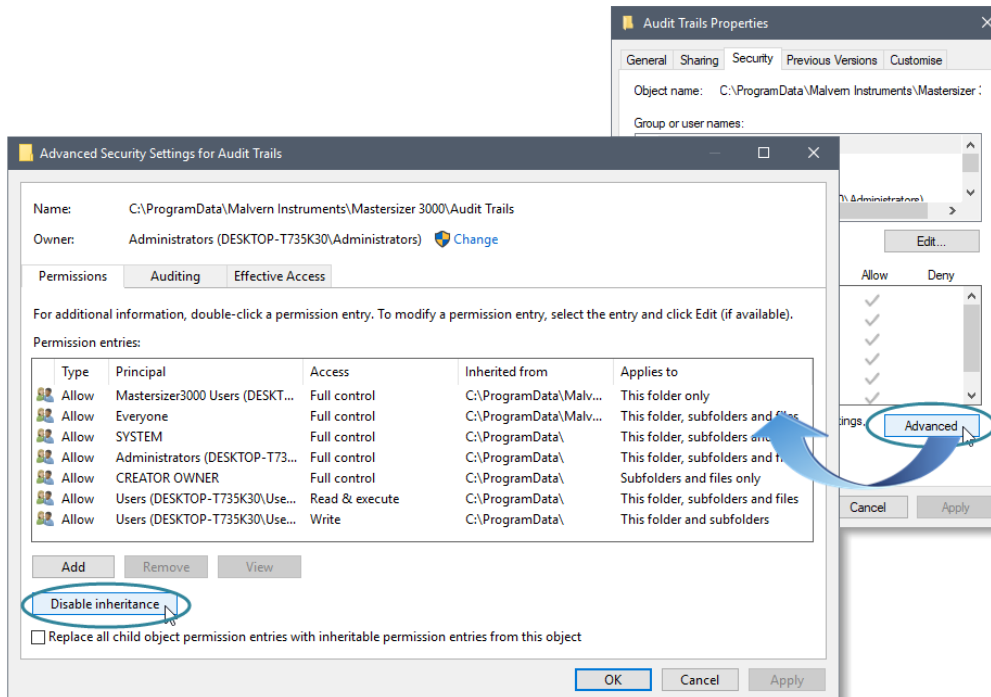 Audit Trails Properties
General Sharing Security Previous Versions Customise
Object name: C:\ProgramData\Malvern Instruments\Mastersizer
Group or user names:
Edit...
Allow Deny
Advanced
Cancel Apply
Advanced Security Settings for Audit Trails
Name: C:\ProgramData\Malvern Instruments\Mastersizer 3000\Audit Trails
Owner: Administrators (DESKTOP-T735K30\Administrators) Change
Permissions Auditing Effective Access
For additional information, double-click a permission entry. To modify a permission entry, select the entry and click Edit (if available).
Permission entries:
Type Principal Access Inherited from Applies to
Allow Mastersizer3000 Users (DESKT... Full control C:\ProgramData\Malv... This folder only
Allow Everyone Full control C:\ProgramData\Malv... This folder, subfolders and files
Allow SYSTEM Full control C:\ProgramData\ This folder, subfolders and
Allow Administrators (DESKTOP-T73... Full control C:\ProgramData\ This folder, subfolders and
Allow CREATOR OWNER Full control C:\ProgramData\ Subfolders and files only
Allow Users (DESKTOP-T735K30\Use... Read & execute C:\ProgramData\ This folder, subfolders and files
Allow Users (DESKTOP-T735K30\Use... Write C:\ProgramData\ This folder and subfolders
Add Remove View
Disable inheritance
Replace all child object permission entries with inheritable permission entries from this object
OK Cancel Apply